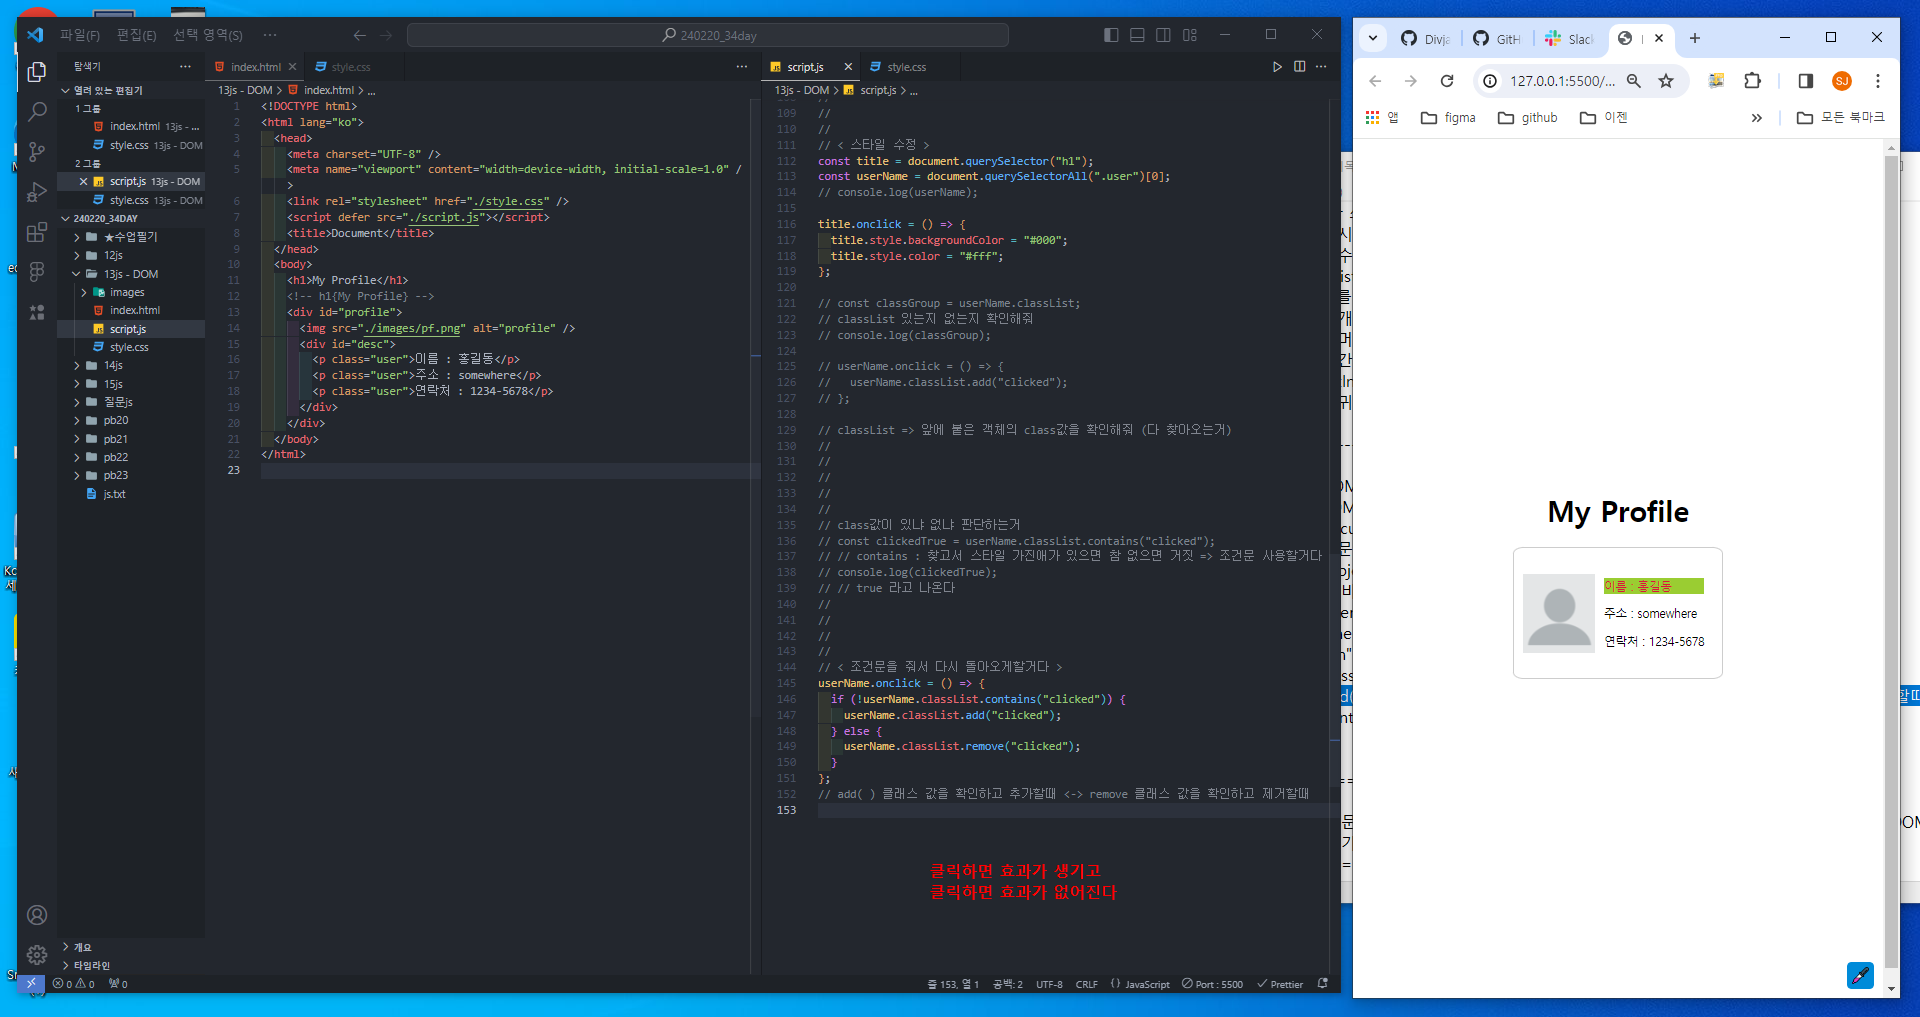 파일(F) 편집(E) 선택 영역(S) ···
240220_34day
탐색기 ···
열려 있는 편집기
1 그룹
index.html 13js - ...
style.css 13js - DOM
2 그룹
script.js 13js - DOM
style.css 13js - DOM
240220_34DAY
★수업필기
12js
13js - DOM
images
index.html
script.js
style.css
14js
15js
질문js
pb20
pb21
pb22
pb23
js.txt
개요
타임라인
index.html
style.css
13js - DOM > index.html > ...
1 <!DOCTYPE html>
2 <html lang="ko">
3 <head>
4 <meta charset="UTF-8" />
5 <meta name="viewport" content="width=device-width, initial-scale=1.0" /
>
6 <link rel="stylesheet" href="./style.css" />
7 <script defer src="./script.js"></script>
8 <title>Document</title>
9 </head>
10 <body>
11 <h1>My Profile</h1>
12 <!-- h1{My Profile} -->
13 <div id="profile">
14 <img src="./images/pf.png" alt="profile" />
15 <div id="desc">
16 <p class="user">이름 : 홍길동</p>
17 <p class="user">주소 : somewhere</p>
18 <p class="user">연락처 : 1234-5678</p>
19 </div>
20 </div>
21 </body>
22 </html>
23
script.js
style.css
13js - DOM > script.js > ...
109 //
110 //
111 // < 스타일 수정 >
112 const title = document.querySelector("h1");
113 const userName = document.querySelectorAll(".user")[0];
114 // console.log(userName);
115
116 title.onclick = () => {
117 title.style.backgroundColor = "#000";
118 title.style.color = "#fff";
119 };
120
121 // const classGroup = userName.classList;
122 // classList 있는지 없는지 확인해줘
123 // console.log(classGroup);
124
125 // userName.onclick = () => {
126 // userName.classList.add("clicked");
127 // };
128
129 // classList => 앞에 붙은 객체의 class값을 확인해줘 (다 찾아오는거)
130 //
131 //
132 //
133 //
134 //
135 // class값이 있냐 없냐 판단하는거
136 // const clickedTrue = userName.classList.contains("clicked");
137 // // contains : 찾고서 스타일 가진애가 있으면 참 없으면 거짓 => 조건문 사용할거다
138 // console.log(clickedTrue);
139 // // true 라고 나온다
140 //
141 //
142 //
143 //
144 // < 조건문을 줘서 다시 돌아오게할거다 >
145 userName.onclick = () => {
146 if (!userName.classList.contains("clicked")) {
147 userName.classList.add("clicked");
148 } else {
149 userName.classList.remove("clicked");
150 }
151 };
152 // add( ) 클래스 값을 확인하고 추가할때 <-> remove 클래스 값을 확인하고 제거할때
153
클릭하면 효과가 생기고
클릭하면 효과가 없어진다
0 0 0
줄 153, 열 1 공백: 2 UTF-8 CRLF {} JavaScript Port : 5500 Prettier
Divja
GitH
Slac
127.0.0.1:5500/...
SJ
앱 figma github 이젠 » 모든 북마크
My Profile
이름 : 홍길동
주소 : somewhere
연락처 : 1234-5678